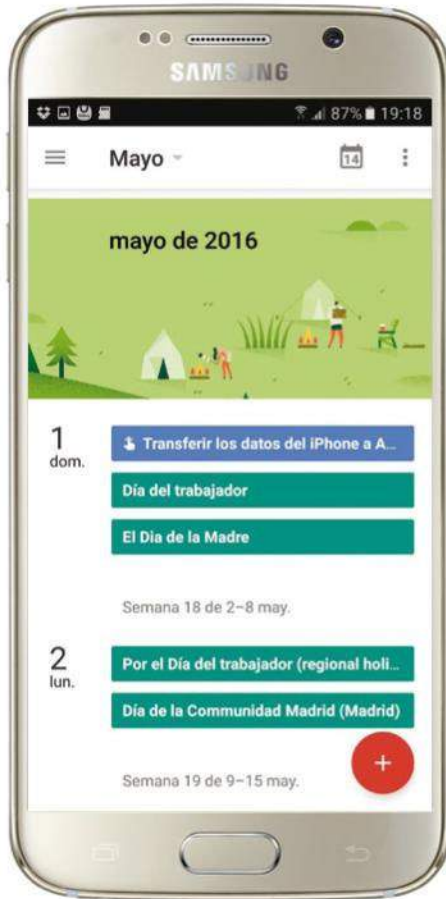 SAMSUNG
87% 19:18
Mayo 14
mayo de 2016
1
dom.
Transferir los datos del iPhone a A...
Día del trabajador
El Dia de la Madre
Semana 18 de 2–8 may.
2
lun.
Por el Día del trabajador (regional holi...
Día de la Communidad Madrid (Madrid)
+
Semana 19 de 9–15 may.